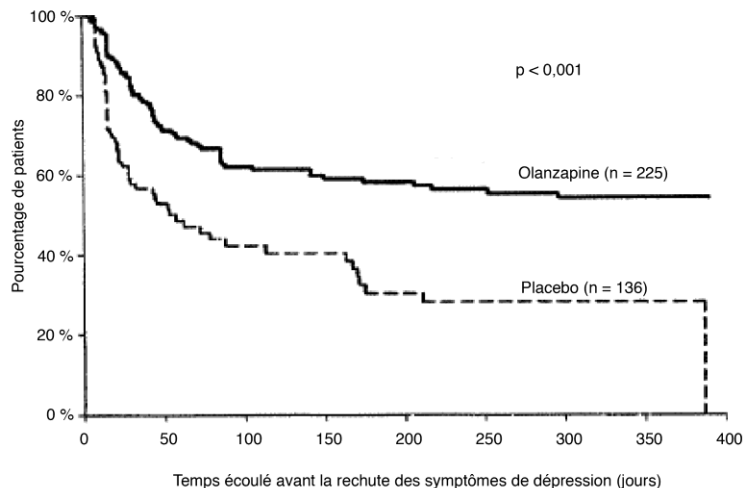 100 %
p < 0,001
80 %
Olanzapine (n = 225)
60 %
Pourcentage de patients
40 %
Placebo (n = 136)
20 %
0 %
0 50 100 150 200 250 300 350 400
Temps écoulé avant la rechute des symptômes de dépression (jours)